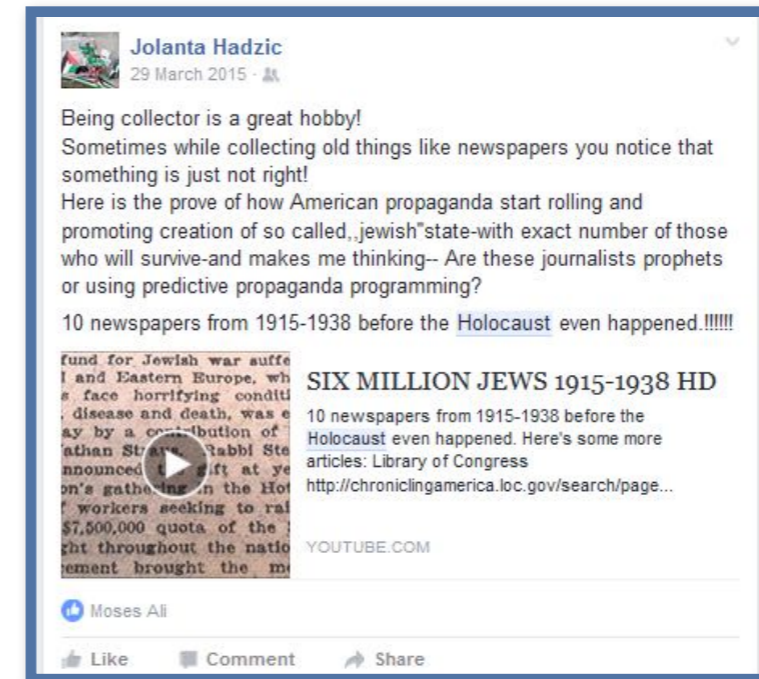 Jolanta Hadzic
29 March 2015 ·
Being collector is a great hobby!
Sometimes while collecting old things like newspapers you notice that
something is just not right!
Here is the prove of how American propaganda start rolling and
promoting creation of so called,,jewish"state-with exact number of those
who will survive-and makes me thinking-- Are these journalists prophets
or using predictive propaganda programming?
10 newspapers from 1915-1938 before the Holocaust even happened.!!!!!!
fund for Jewish war suffe
and Eastern Europe, wh
face horrifying conditi
disease and death, was e
ay by a contribution of
athan Rabbi Ste
nnounced gift at ye
on's gathering in the Hot
workers seeking to rai
$7,500,000 quota of the
ght throughout the natio
ement brought the
SIX MILLION JEWS 1915-1938 HD
10 newspapers from 1915-1938 before the
Holocaust even happened. Here's some more
articles: Library of Congress
http://chroniclingamerica.loc.gov/search/page...
YOUTUBE.COM
Moses Ali
Like Comment Share